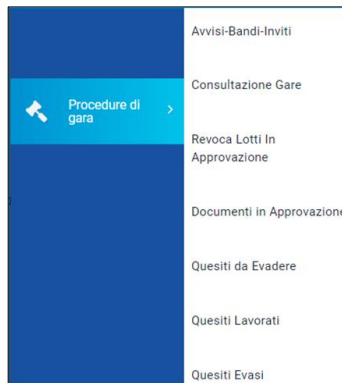 Avvisi-Bandi-Inviti
Consultazione Gare
Procedure di
gara
Revoca Lotti In
Approvazione
Documenti in Approvazione
Quesiti da Evadere
Quesiti Lavorati
Quesiti Evasi